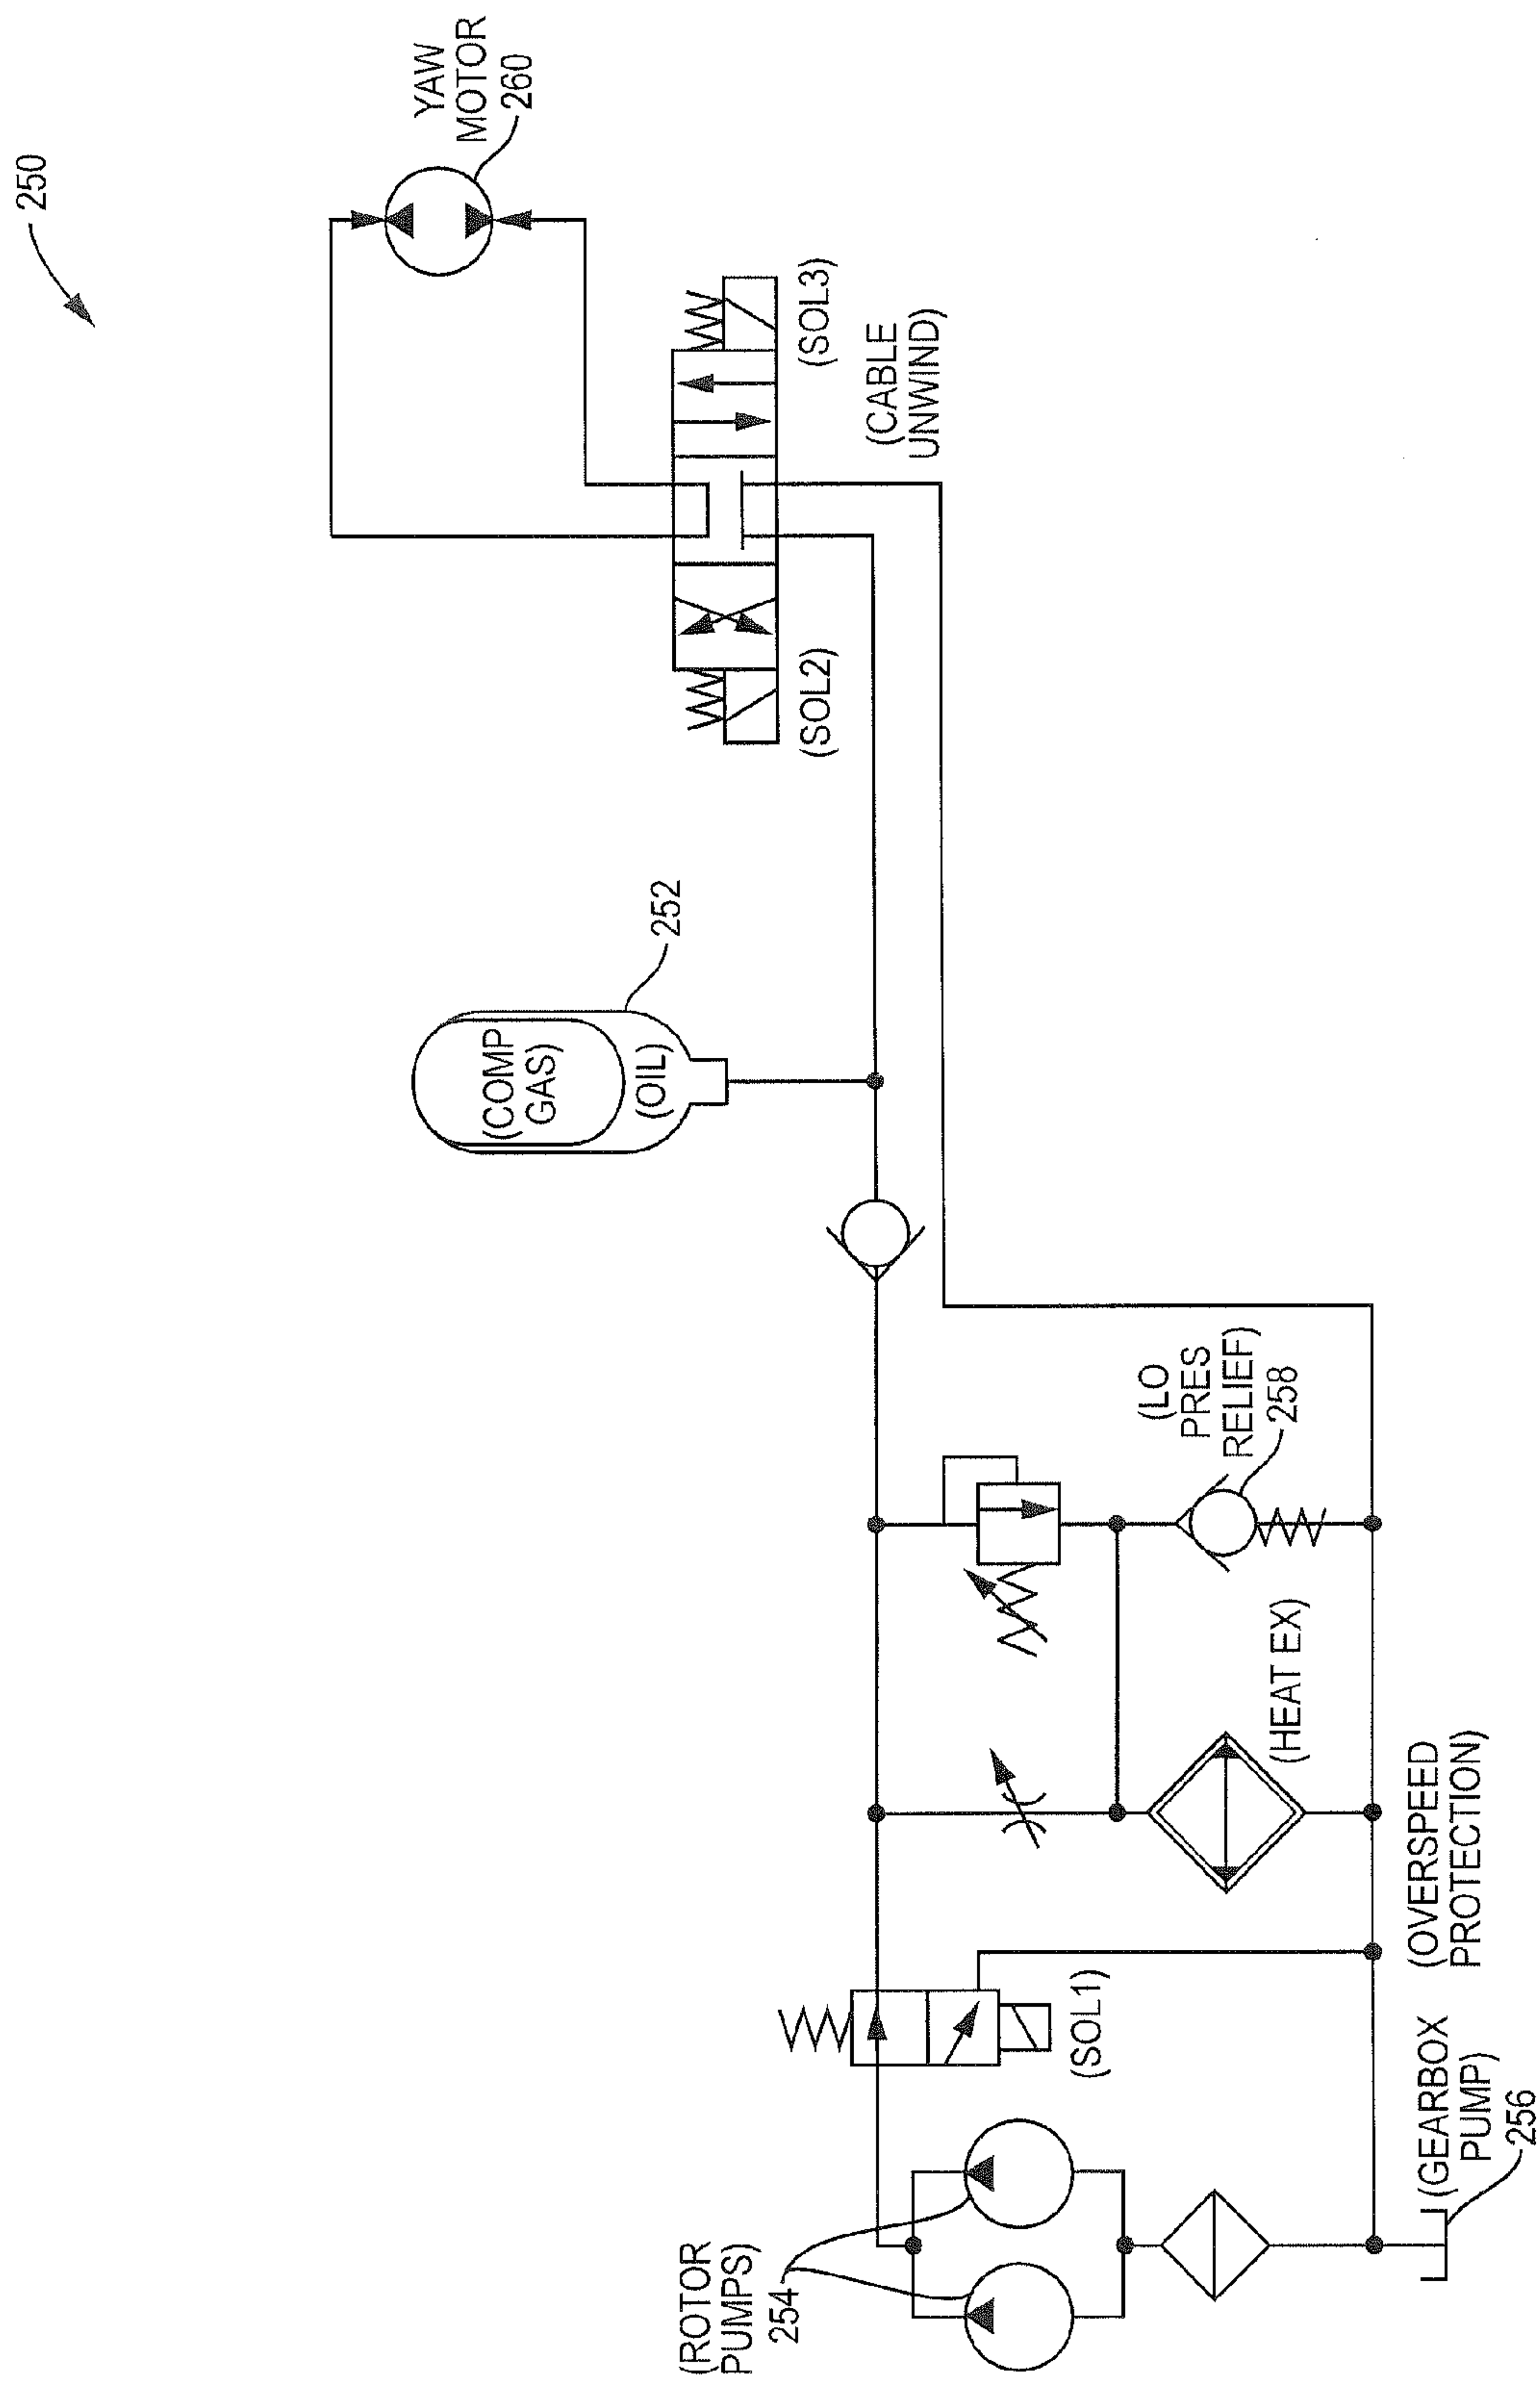 250
YAW
MOTOR
260
(COMP
GAS)
(OIL)
252
(ROTOR
PUMPS)
254
(SOL2)
(SOL3)
(CABLE
UNWIND)
(SOL1)
(LO
PRES
RELIEF)
258
(HEAT EX)
(OVERSPEED
PROTECTION)
(GEARBOX
PUMP)
256